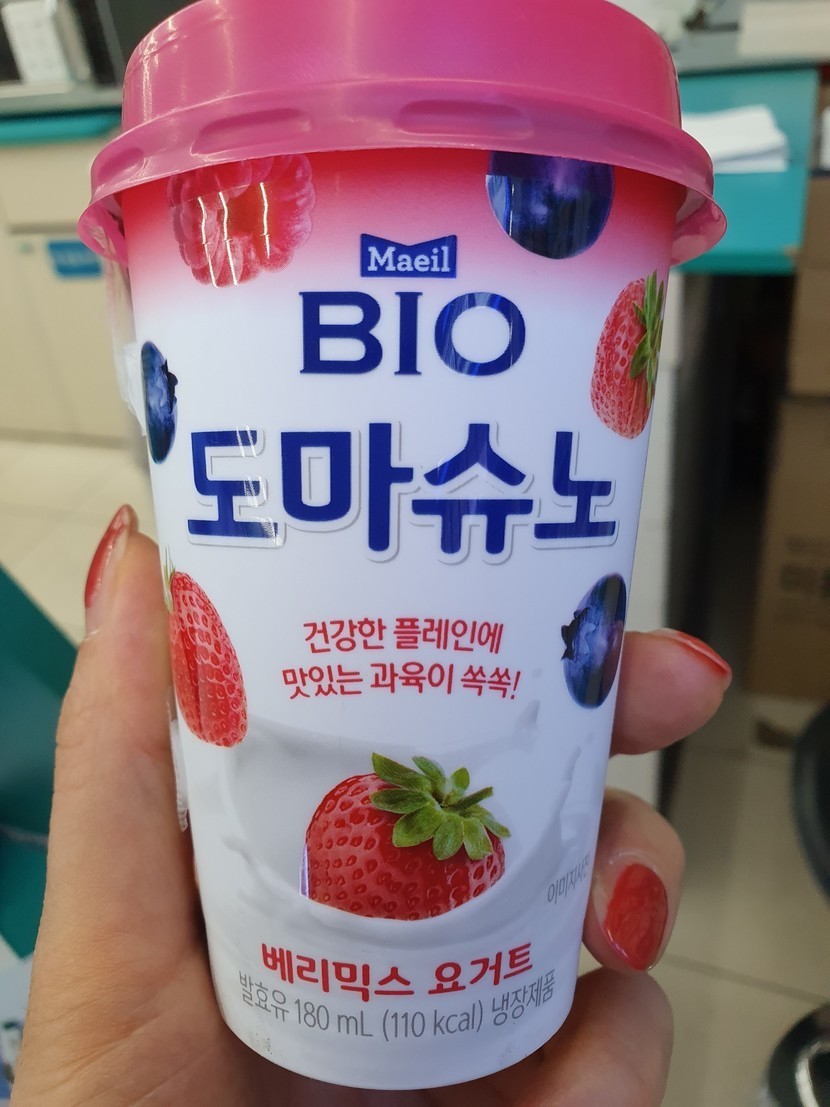 Maeil
BIO
도마슈노
건강한 플레인에
맛있는 과육이 쏙쏙!
이미지사진
베리믹스 요거트
발효유 180 mL (110 kcal) 냉장제품